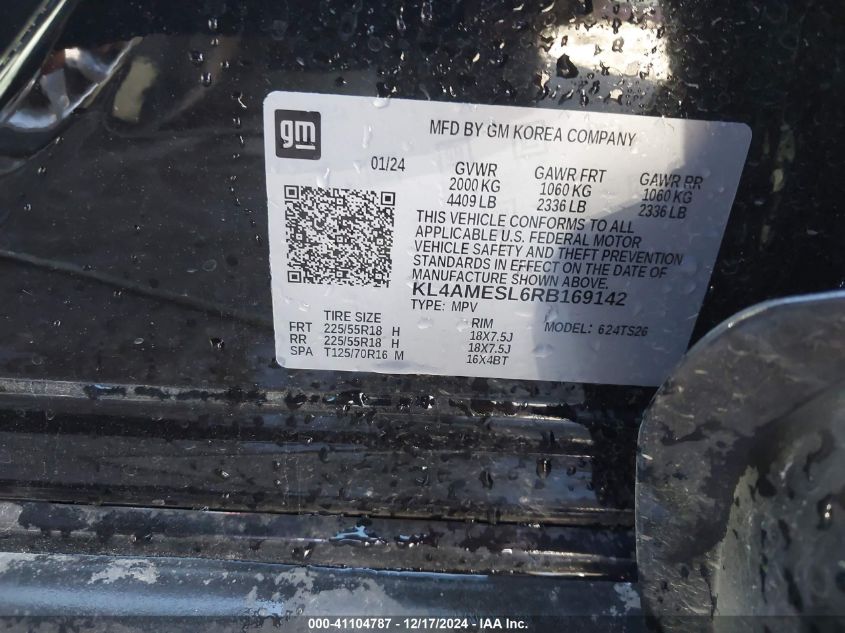 gm
MFD BY GM KOREA COMPANY
01/24 GVWR GAWR FRT GAWR RR
2000 KG 1060 KG 1060 KG
4409 LB 2336 LB 2336 LB
THIS VEHICLE CONFORMS TO ALL
APPLICABLE U.S. FEDERAL MOTOR
VEHICLE SAFETY AND THEFT PREVENTION
STANDARDS IN EFFECT ON THE DATE OF
MANUFACTURE SHOWN ABOVE.
KL4AMESL6RB169142
TYPE: MPV
TIRE SIZE RIM MODEL: 624TS26
FRT 225/55R18 H 18X7.5J
RR 225/55R18 H 18X7.5J
SPA T125/70R16 M 16X4BT
000-41104787 - 12/17/2024 - IAA Inc.